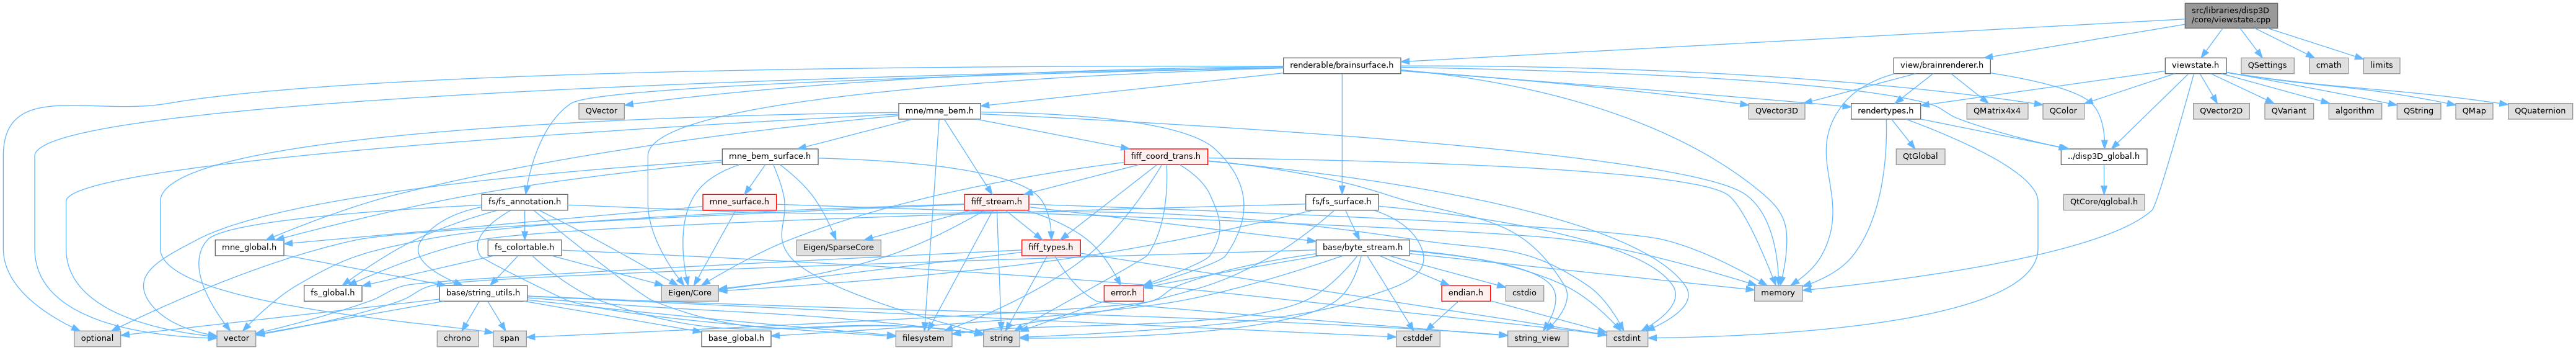 src/libraries/disp3D
/core/viewstate.cpp
renderable/brainsurface.h
view/brainrenderer.h
viewstate.h
QSettings
cmath
limits
QVector
mne/mne_bem.h
QVector3D
rendertypes.h
QMatrix4x4
QColor
QVector2D
QVariant
algorithm
QString
QMap
QQuaternion
mne_bem_surface.h
fiff_coord_trans.h
QtGlobal
../disp3D_global.h
fs/fs_annotation.h
mne_surface.h
fiff_stream.h
fs/fs_surface.h
QtCore/qglobal.h
mne_global.h
fs_colortable.h
Eigen/SparseCore
fiff_types.h
base/byte_stream.h
fs_global.h
base/string_utils.h
Eigen/Core
error.h
endian.h
cstdio
memory
optional
vector
chrono
span
base_global.h
filesystem
string
cstddef
string_view
cstdint